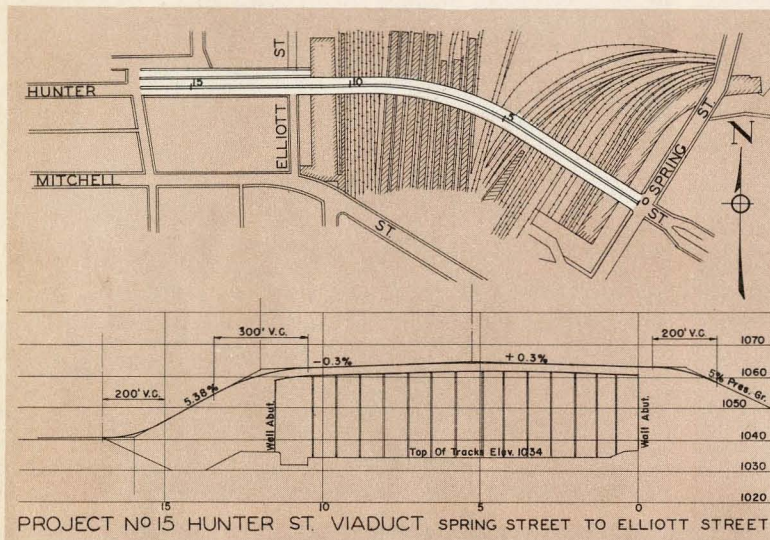 HUNTER
15
ST
10
5
ELLIOTT
MITCHELL
ST.
0
SPRING ST
ST.
N
300' V.C.
200' V.C.
-0.3%
+0.3%
1070
1060
5% Pres. Gr.
1050
200' V.C.
5.38%
Wall Abut.
Wall Abut.
1040
Top Of Tracks Elev. 1034
1030
1020
15
10
5
0
PROJECT No 15 HUNTER ST. VIADUCT SPRING STREET TO ELLIOTT STREET